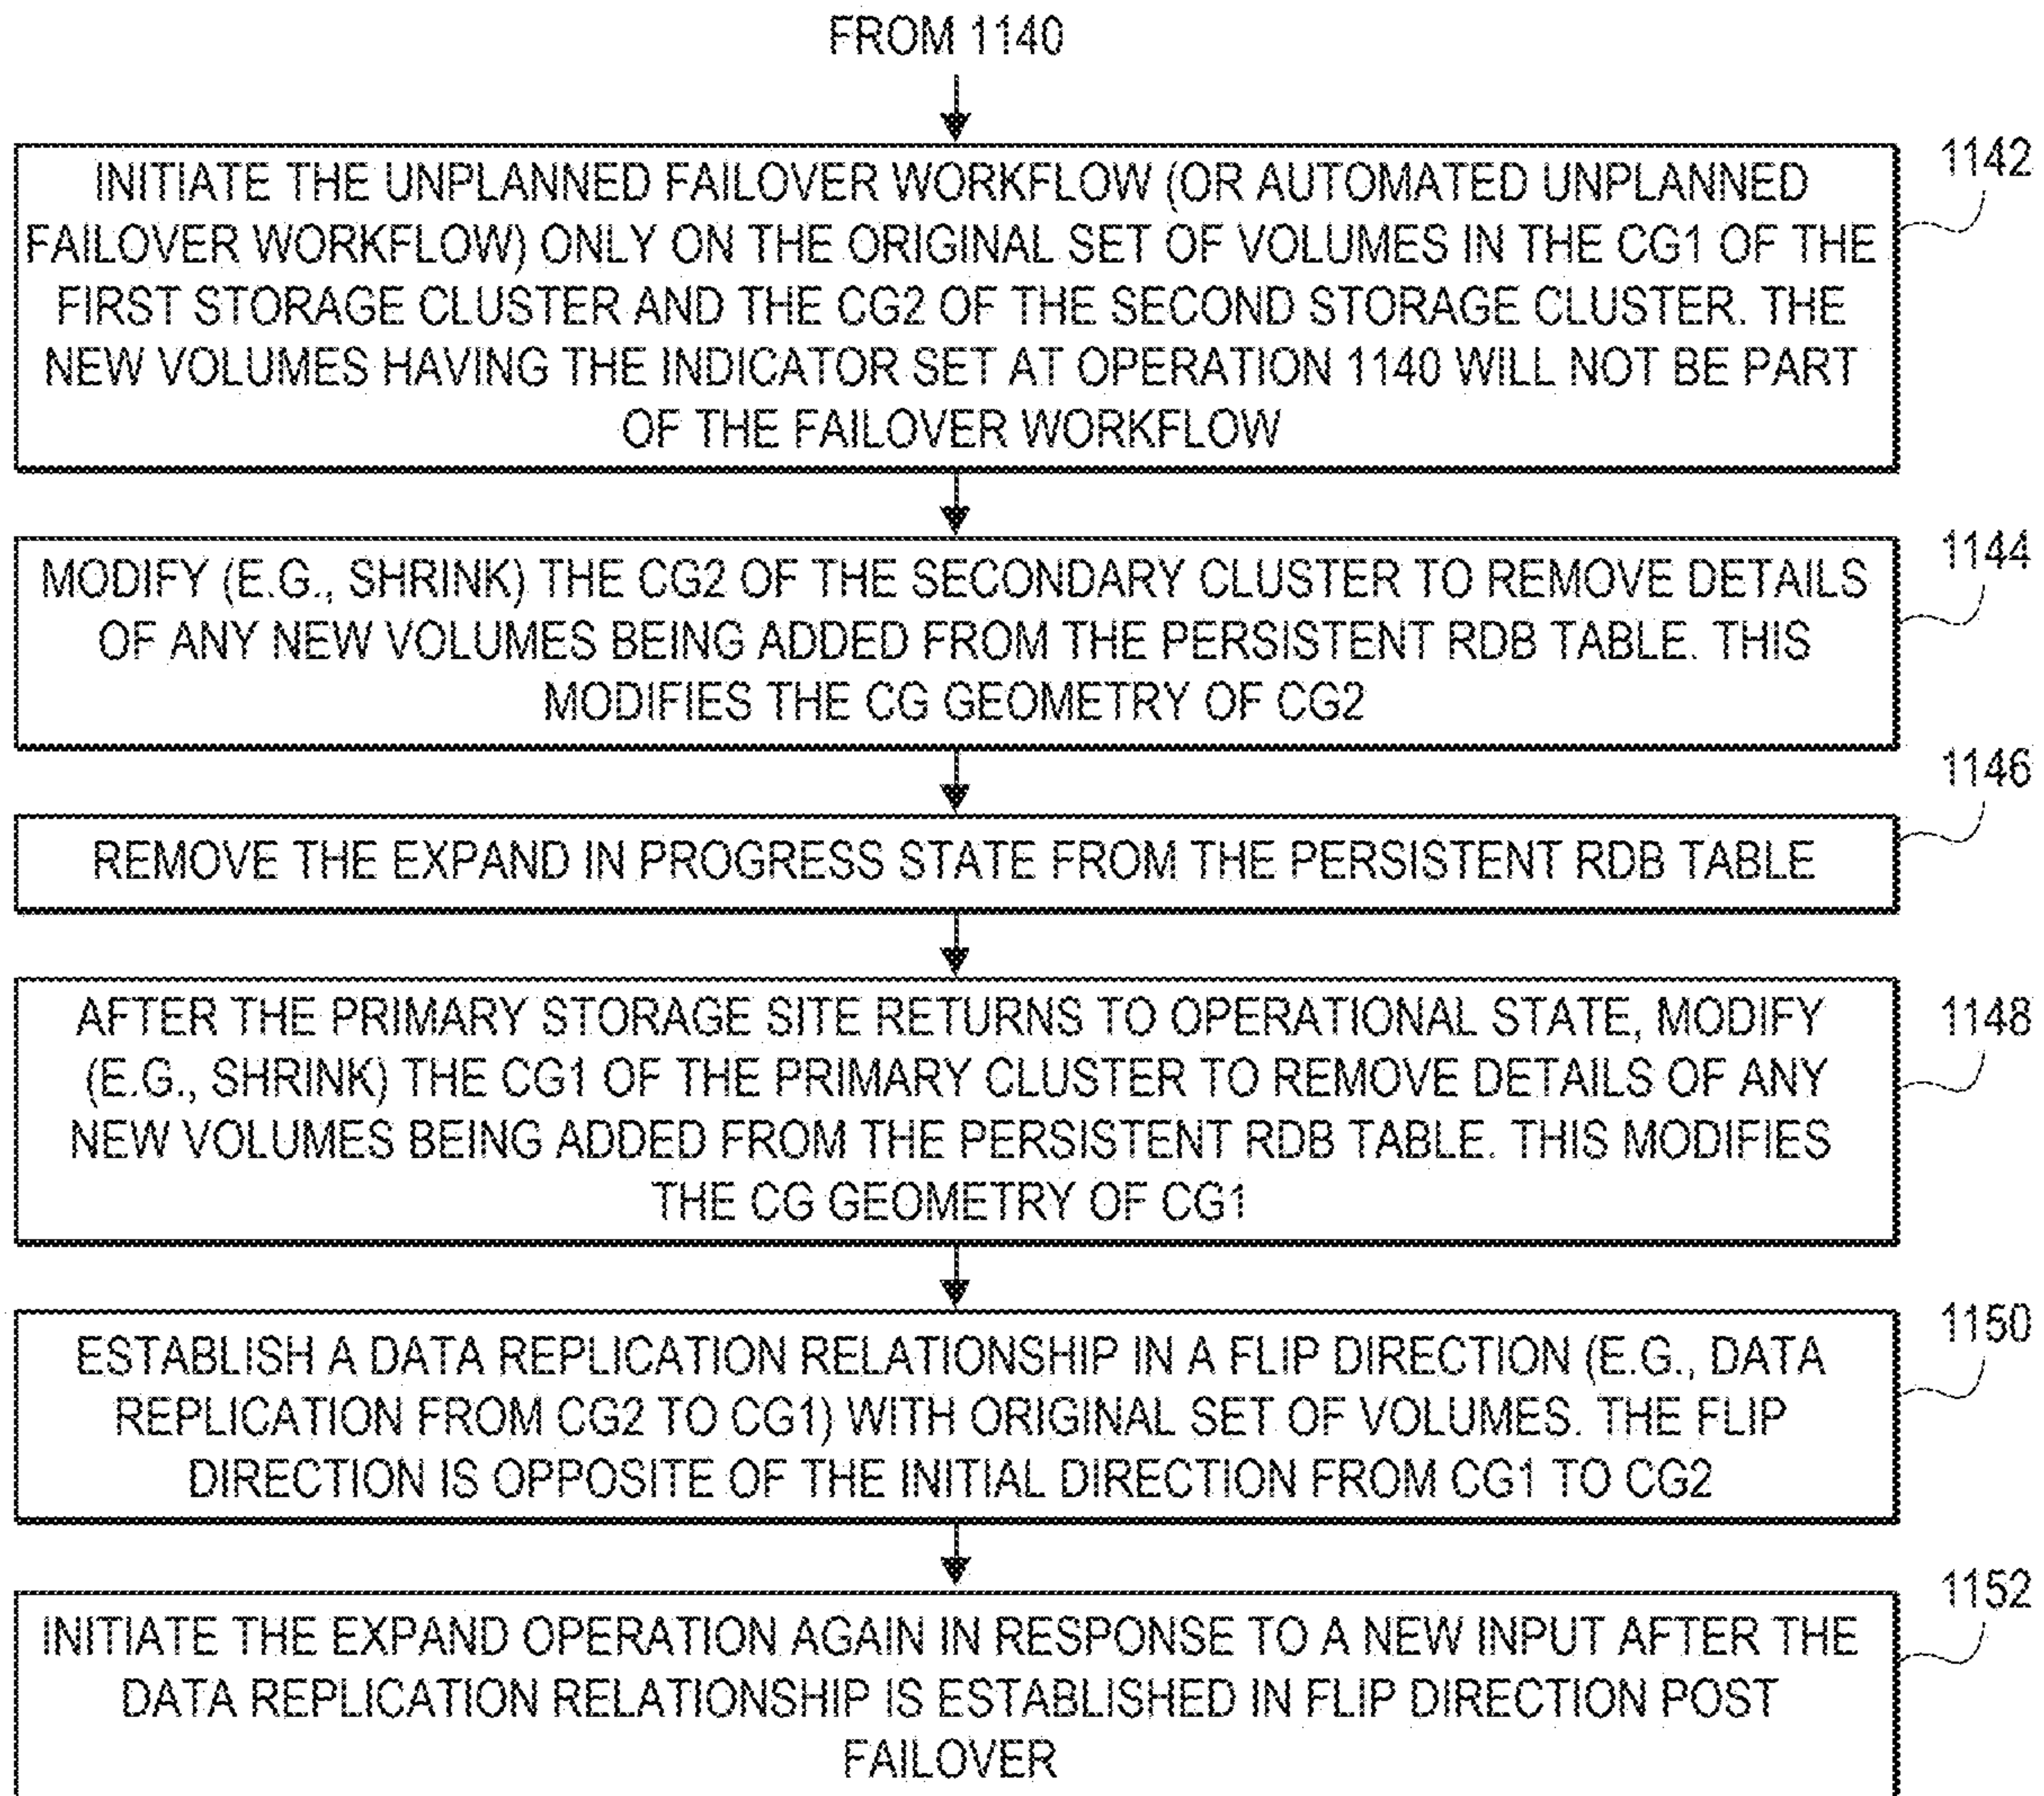 FROM 1140
1142
INITIATE THE UNPLANNED FAILOVER WORKFLOW (OR AUTOMATED UNPLANNED
FAILOVER WORKFLOW) ONLY ON THE ORIGINAL SET OF VOLUMES IN THE CG1 OF THE
FIRST STORAGE CLUSTER AND THE CG2 OF THE SECOND STORAGE CLUSTER. THE
NEW VOLUMES HAVING THE INDICATOR SET AT OPERATION 1140 WILL NOT BE PART
OF THE FAILOVER WORKFLOW
1144
MODIFY (E.G., SHRINK) THE CG2 OF THE SECONDARY CLUSTER TO REMOVE DETAILS
OF ANY NEW VOLUMES BEING ADDED FROM THE PERSISTENT RDB TABLE. THIS
MODIFIES THE CG GEOMETRY OF CG2
1146
REMOVE THE EXPAND IN PROGRESS STATE FROM THE PERSISTENT RDB TABLE
1148
AFTER THE PRIMARY STORAGE SITE RETURNS TO OPERATIONAL STATE, MODIFY
(E.G., SHRINK) THE CG1 OF THE PRIMARY CLUSTER TO REMOVE DETAILS OF ANY
NEW VOLUMES BEING ADDED FROM THE PERSISTENT RDB TABLE. THIS MODIFIES
THE CG GEOMETRY OF CG1
1150
ESTABLISH A DATA REPLICATION RELATIONSHIP IN A FLIP DIRECTION (E.G., DATA
REPLICATION FROM CG2 TO CG1) WITH ORIGINAL SET OF VOLUMES. THE FLIP
DIRECTION IS OPPOSITE OF THE INITIAL DIRECTION FROM CG1 TO CG2
1152
INITIATE THE EXPAND OPERATION AGAIN IN RESPONSE TO A NEW INPUT AFTER THE
DATA REPLICATION RELATIONSHIP IS ESTABLISHED IN FLIP DIRECTION POST
FAILOVER